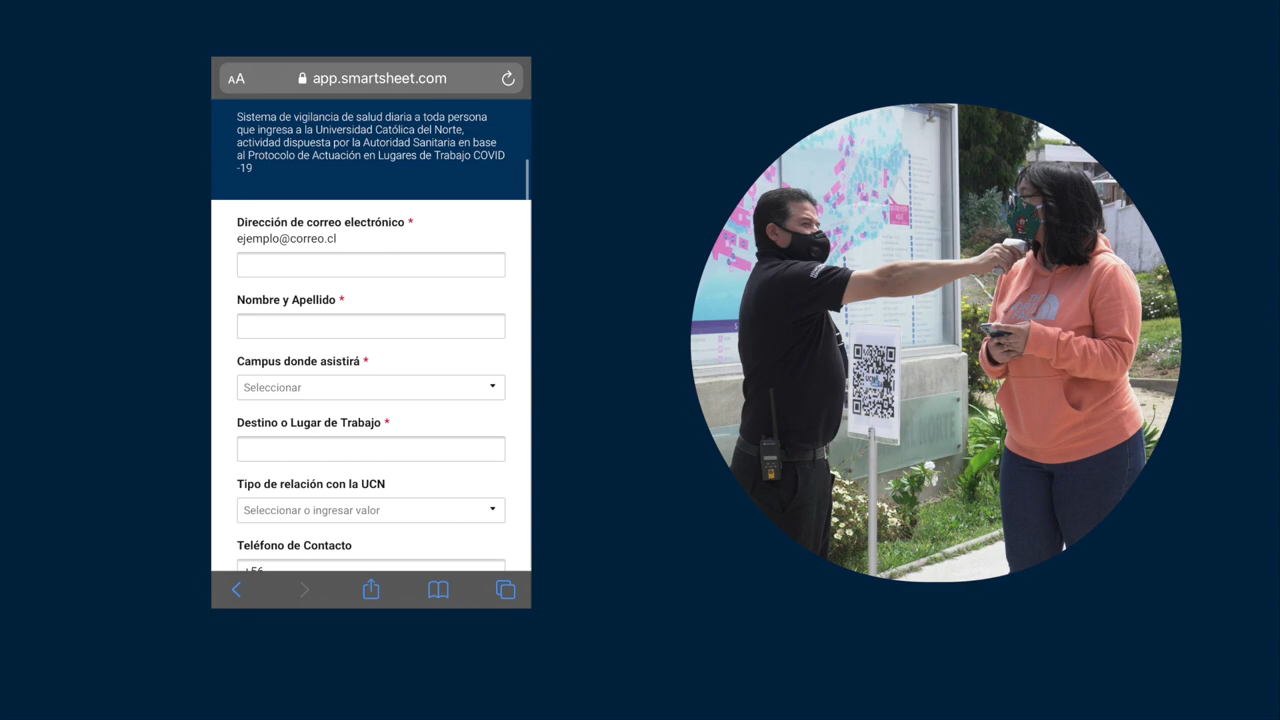 AA
app.smartsheet.com
Sistema de vigilancia de salud diaria a toda persona
que ingresa a la Universidad Católica del Norte,
actividad dispuesta por la Autoridad Sanitaria en base
al Protocolo de Actuación en Lugares de Trabajo COVID
-19
Dirección de correo electrónico *
ejemplo@correo.cl
Nombre y Apellido *
Campus donde asistirá *
Seleccionar
Destino o Lugar de Trabajo *
Tipo de relación con la UCN
Seleccionar o ingresar valor
Teléfono de Contacto
+56
NORTE